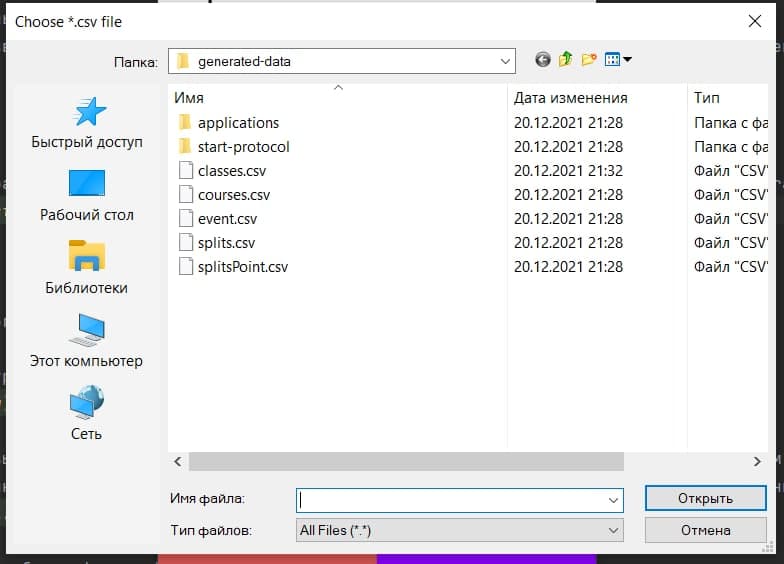 Choose *.csv file
Папка: generated-data
Имя Дата изменения Тип
applications 20.12.2021 21:28 Папка с фа
start-protocol 20.12.2021 21:28 Папка с фа
classes.csv 20.12.2021 21:32 Файл "CSV"
courses.csv 20.12.2021 21:28 Файл "CSV"
event.csv 20.12.2021 21:28 Файл "CSV"
splits.csv 20.12.2021 21:28 Файл "CSV"
splitsPoint.csv 20.12.2021 21:28 Файл "CSV"
Быстрый доступ
Рабочий стол
Библиотеки
Этот компьютер
Сеть
Имя файла: Открыть
Тип файлов: All Files (*.*) Отмена